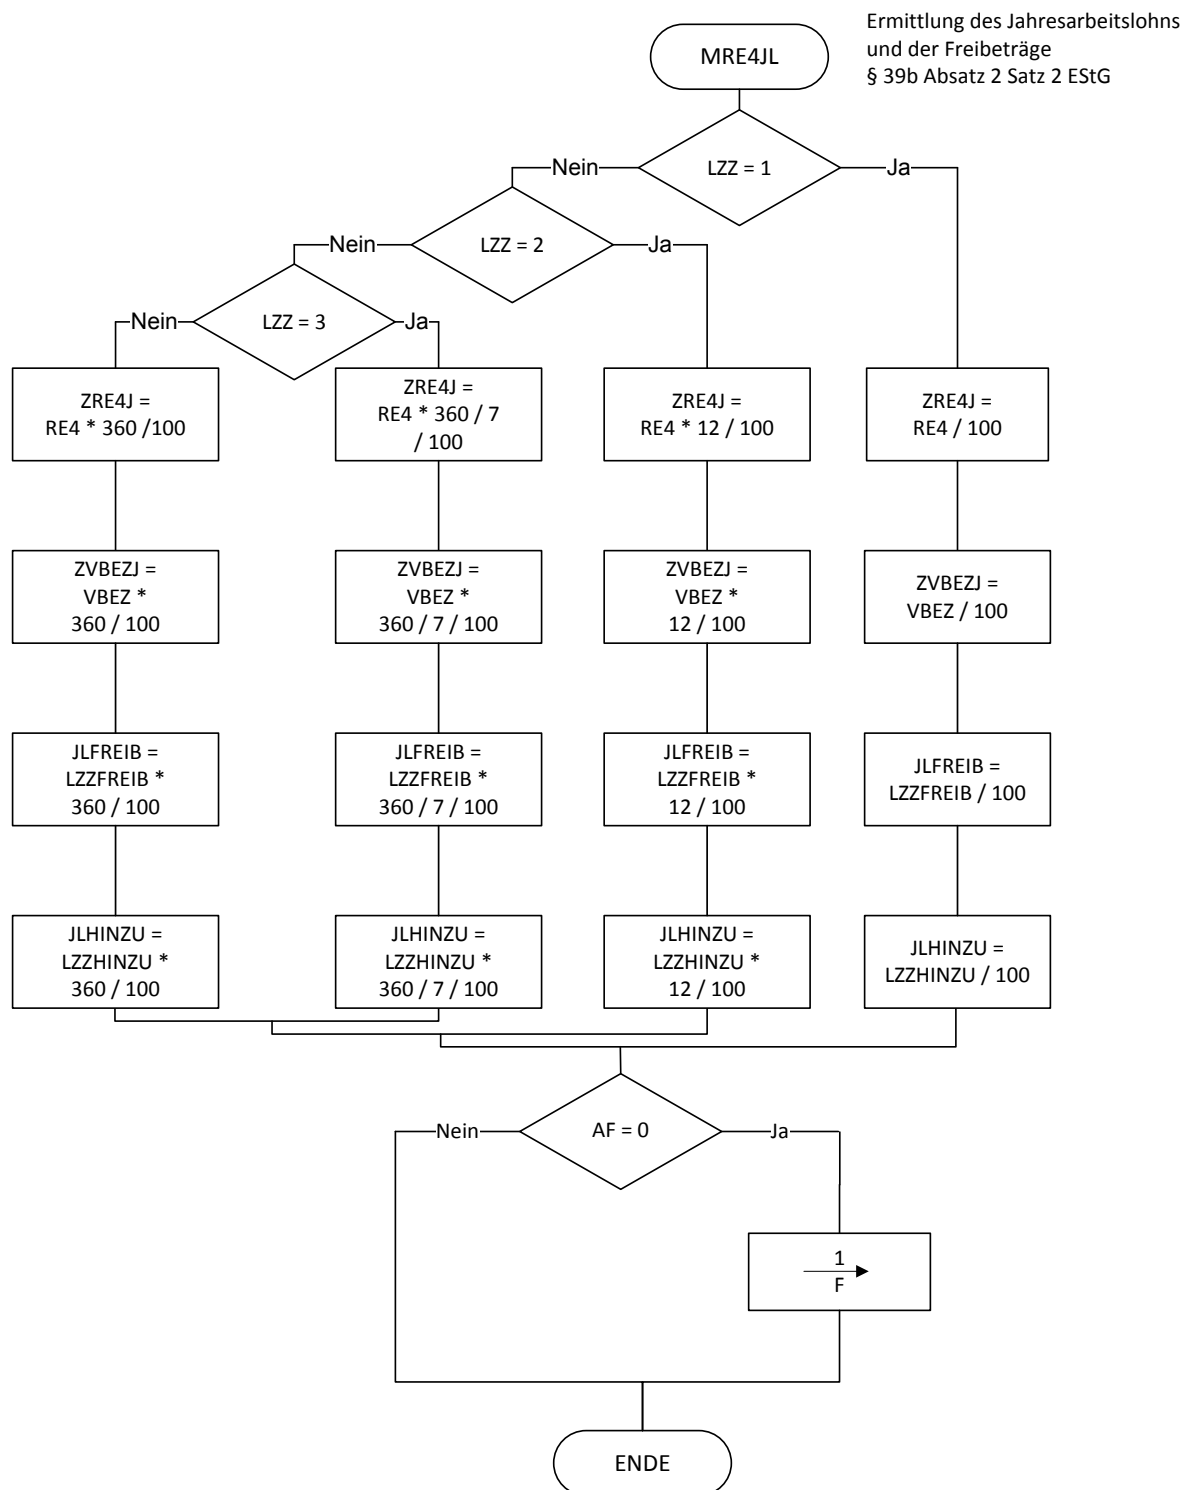 Ermittlung des Jahresarbeitslohns
und der Freibeträge
§ 39b Absatz 2 Satz 2 EStG
MRE4JL
LZZ = 1
Nein
Ja
LZZ = 2
Nein
Ja
LZZ = 3
Nein
Ja
ZRE4J =
RE4 * 360 /100
ZRE4J =
RE4 * 360 / 7
/ 100
ZRE4J =
RE4 * 12 / 100
ZRE4J =
RE4 / 100
ZVBEZJ =
VBEZ *
360 / 100
ZVBEZJ =
VBEZ *
360 / 7 / 100
ZVBEZJ =
VBEZ *
12 / 100
ZVBEZJ =
VBEZ / 100
JLFREIB =
LZZFREIB *
360 / 100
JLFREIB =
LZZFREIB *
360 / 7 / 100
JLFREIB =
LZZFREIB *
12 / 100
JLFREIB =
LZZFREIB / 100
JLHINZU =
LZZHINZU *
360 / 100
JLHINZU =
LZZHINZU *
360 / 7 / 100
JLHINZU =
LZZHINZU *
12 / 100
JLHINZU =
LZZHINZU / 100
AF = 0
Nein
Ja
1
F
ENDE